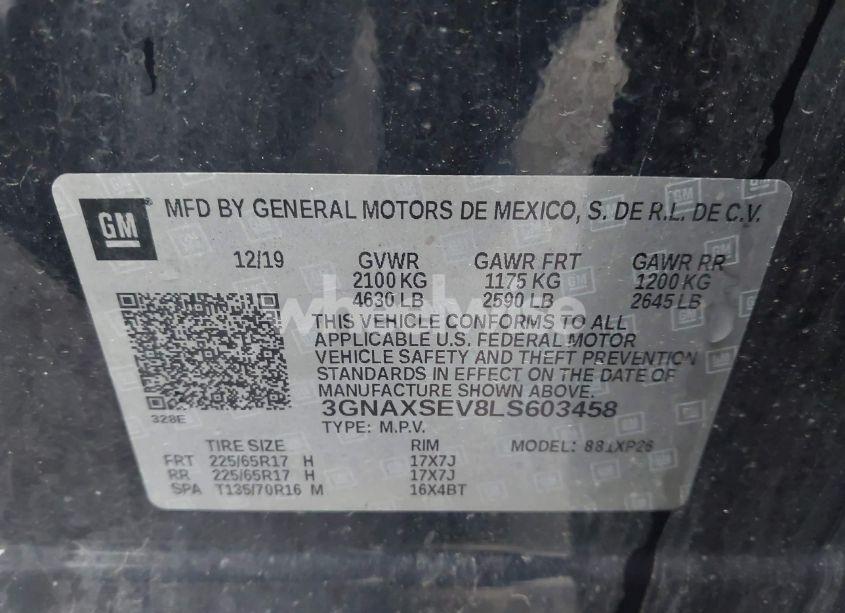 GM
MFD BY GENERAL MOTORS DE MEXICO, S. DE R.L. DE C.V.
12/19 GVWR GAWR FRT GAWR RR
2100 KG 1175 KG 1200 KG
4630 LB 2590 LB 2645 LB
THIS VEHICLE CONFORMS TO ALL
APPLICABLE U.S. FEDERAL MOTOR
VEHICLE SAFETY AND THEFT PREVENTION
STANDARDS IN EFFECT ON THE DATE OF
MANUFACTURE SHOWN ABOVE.
3GNAXSEV8LS603458
328E
TYPE: M.P.V.
TIRE SIZE RIM MODEL:
FRT 225/65R17 H 17X7J
RR 225/65R17 H 17X7J
SPA T135/70R16 M 16X4BT